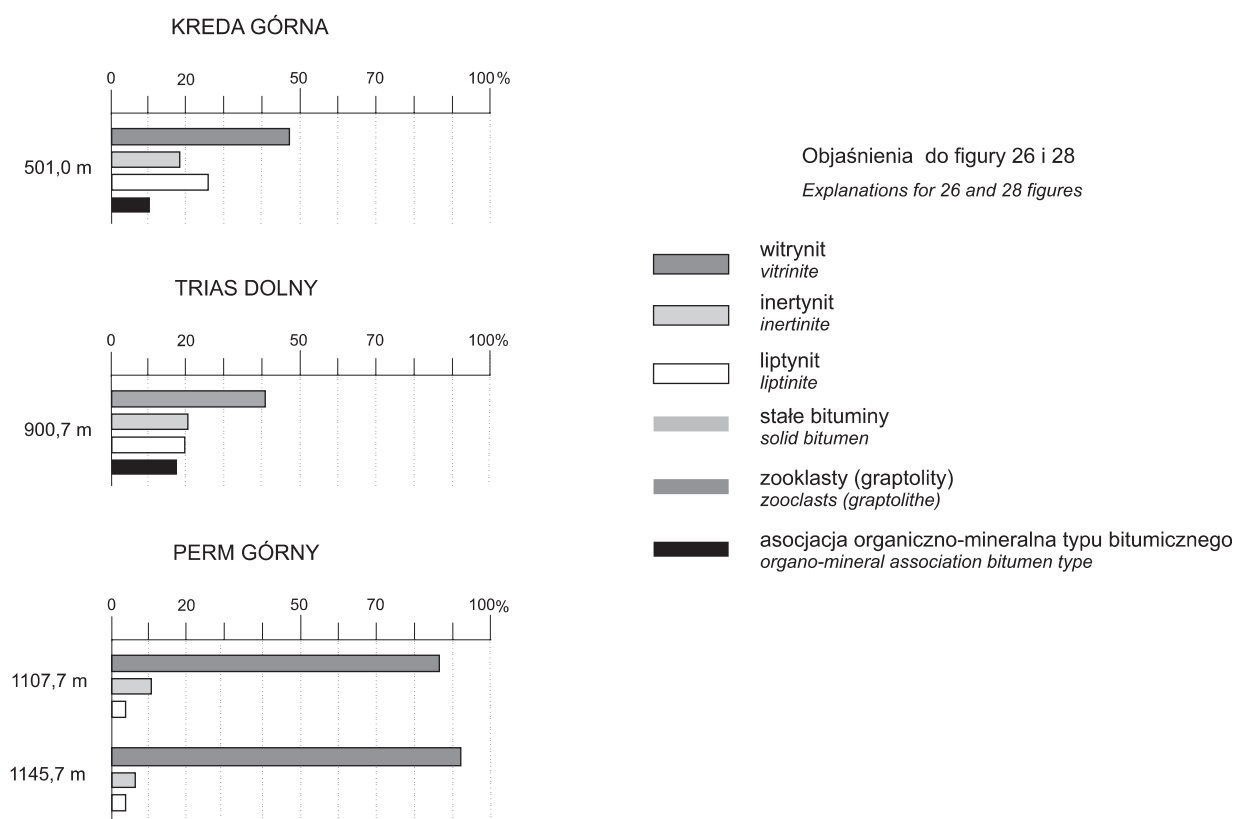 KREDA GÓRNA
0 20 50 70 100%
501,0 m
TRIAS DOLNY
0 20 50 70 100%
900,7 m
PERM GÓRNY
0 20 50 70 100%
1107,7 m
1145,7 m
Objaśnienia do figury 26 i 28
Explanations for 26 and 28 figures
witrynit
vitrinite
inertynit
inertinite
liptynit
liptinite
stałe bituminy
solid bitumen
zooklasty (graptolity)
zooclasts (graptolithe)
asocjacja organiczno-mineralna typu bitumicznego
organo-mineral association bitumen type